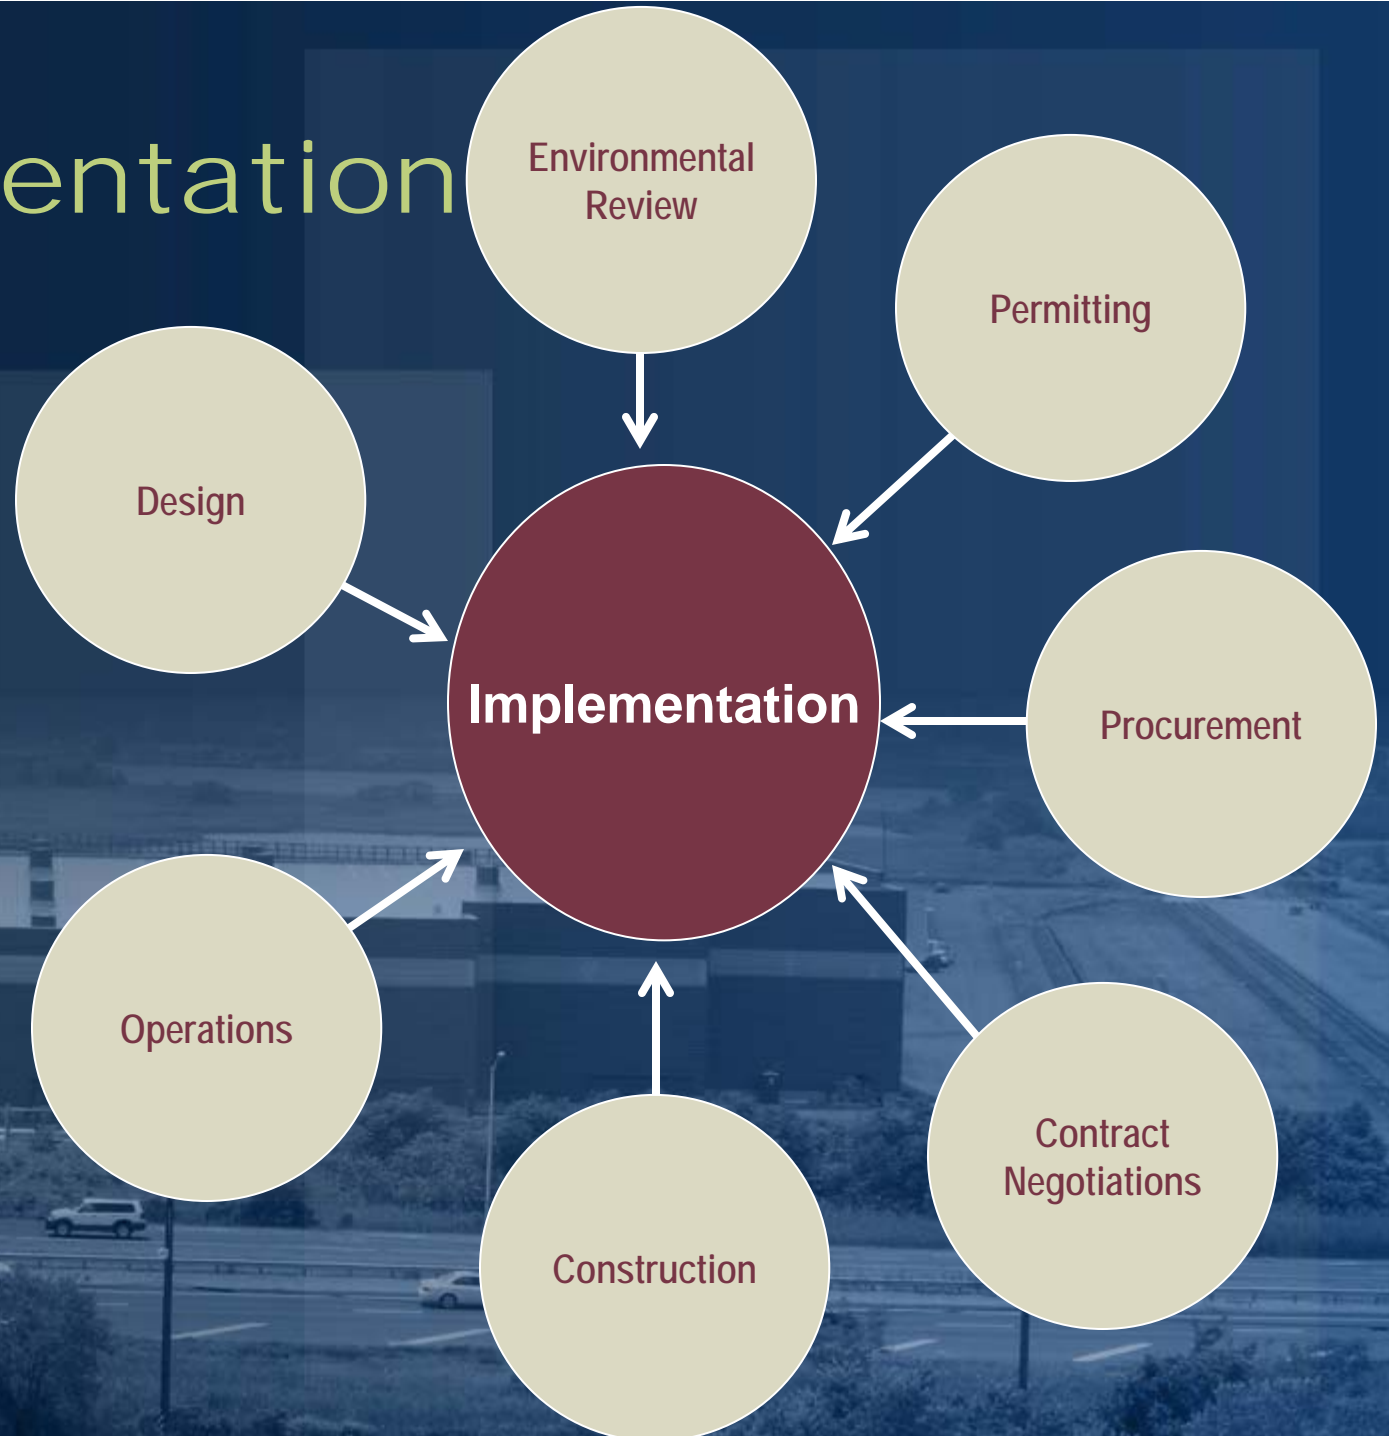 entation
Environmental
Review
Permitting
Design
Implementation
Procurement
Operations
Contract
Negotiations
Construction